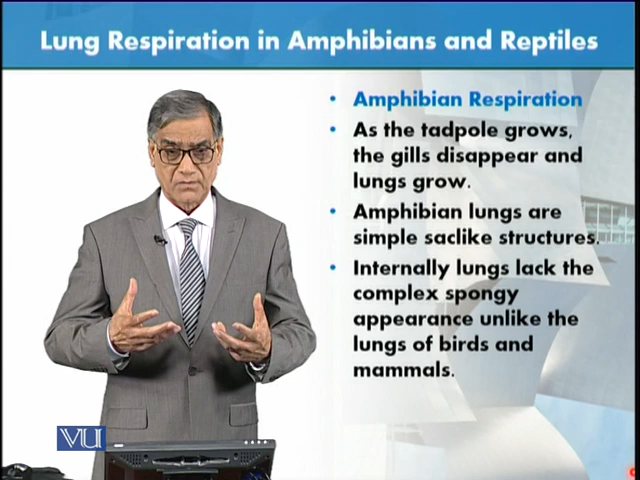 Lung Respiration in Amphibians and Reptiles
• Amphibian Respiration
• As the tadpole grows,
the gills disappear and
lungs grow.
• Amphibian lungs are
simple saclike structures.
• Internally lungs lack the
complex spongy
appearance unlike the
lungs of birds and
mammals.
VU